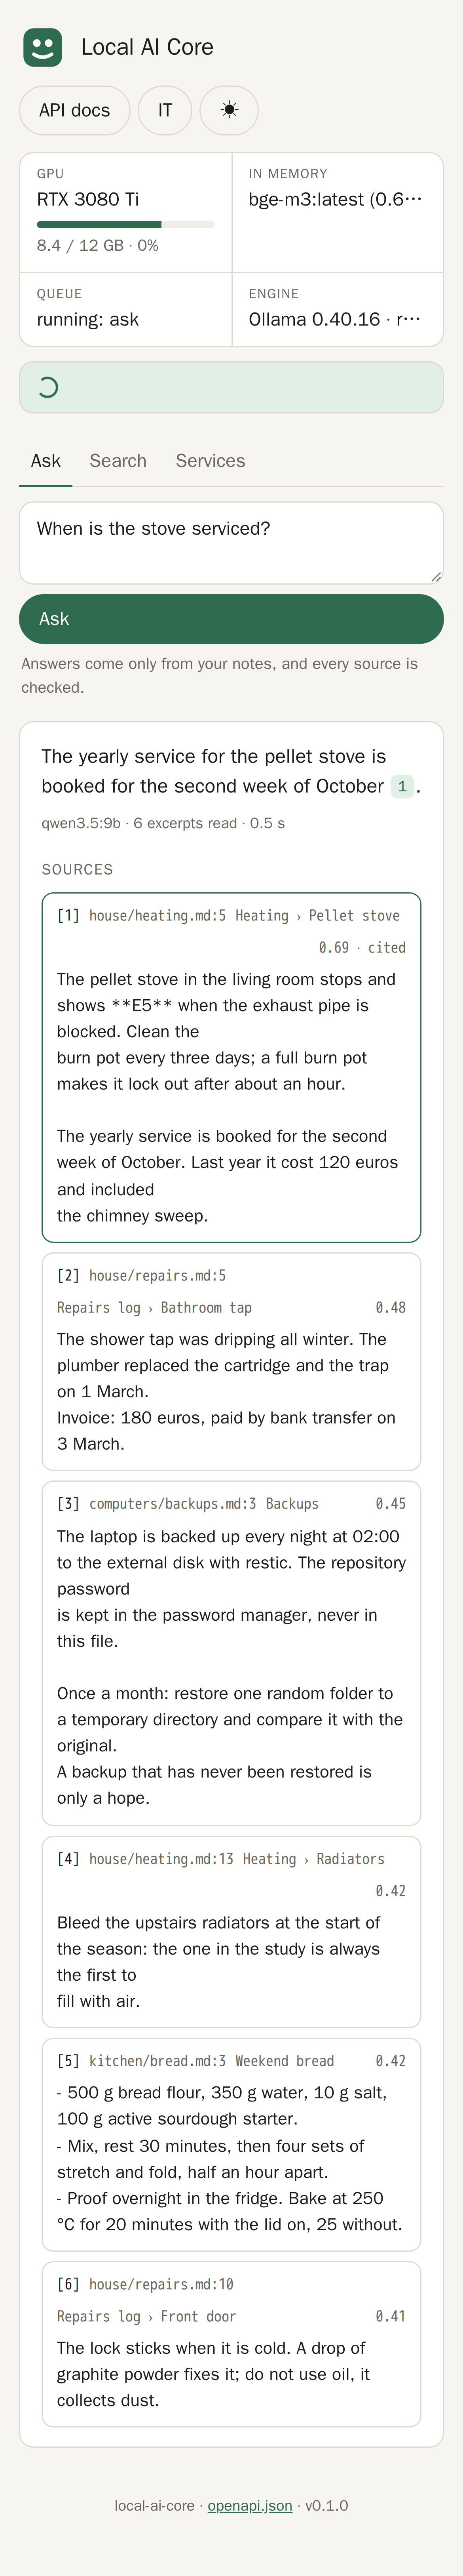 Local AI Core
API docs
IT
GPU
RTX 3080 Ti
8.4 / 12 GB · 0%
IN MEMORY
bge-m3:latest (0.6···
QUEUE
running: ask
ENGINE
Ollama 0.40.16 · r···
Ask
Search
Services
When is the stove serviced?
Ask
Answers come only from your notes, and every source is
checked.
The yearly service for the pellet stove is
booked for the second week of October 1.
qwen3.5:9b · 6 excerpts read · 0.5 s
SOURCES
[1] house/heating.md:5 Heating › Pellet stove
0.69 · cited
The pellet stove in the living room stops and
shows **E5** when the exhaust pipe is
blocked. Clean the
burn pot every three days; a full burn pot
makes it lock out after about an hour.
The yearly service is booked for the second
week of October. Last year it cost 120 euros
and included
the chimney sweep.
[2] house/repairs.md:5
Repairs log › Bathroom tap 0.48
The shower tap was dripping all winter. The
plumber replaced the cartridge and the trap
on 1 March.
Invoice: 180 euros, paid by bank transfer on
3 March.
[3] computers/backups.md:3 Backups 0.45
The laptop is backed up every night at 02:00
to the external disk with restic. The repository
password
is kept in the password manager, never in
this file.
Once a month: restore one random folder to
a temporary directory and compare it with the
original.
A backup that has never been restored is
only a hope.
[4] house/heating.md:13 Heating › Radiators
0.42
Bleed the upstairs radiators at the start of
the season: the one in the study is always
the first to
fill with air.
[5] kitchen/bread.md:3 Weekend bread 0.42
- 500 g bread flour, 350 g water, 10 g salt,
100 g active sourdough starter.
- Mix, rest 30 minutes, then four sets of
stretch and fold, half an hour apart.
- Proof overnight in the fridge. Bake at 250
°C for 20 minutes with the lid on, 25 without.
[6] house/repairs.md:10
Repairs log › Front door 0.41
The lock sticks when it is cold. A drop of
graphite powder fixes it; do not use oil, it
collects dust.
local-ai-core · openapi.json · v0.1.0